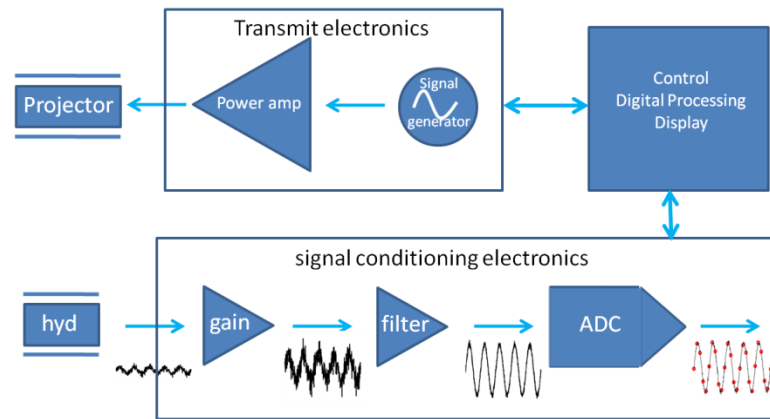 Transmit electronics
Projector
Power amp
Signal
generator
Control
Digital Processing
Display
signal conditioning electronics
hyd
gain
filter
ADC